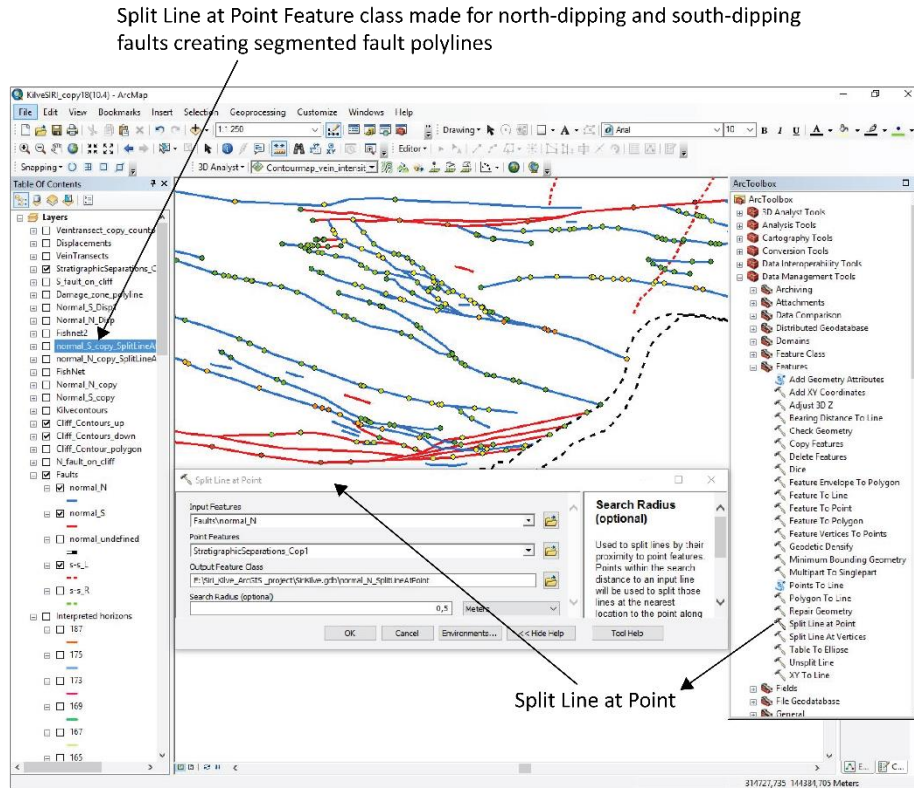 Split Line at Point Feature class made for north-dipping and south-dipping
faults creating segmented fault polylines
KilveSIRI_copy18(10.4) - ArcMap
File Edit View Bookmarks Insert Selection Geoprocessing Customize Windows Help
1:1 250
Drawing
Arial
10
B I U A
Editor
Snapping
3D Analyst
Contourmap_vein_intensit
Table Of Contents
Layers
Veintransect_copy_counts
Displacements
VeinTransects
StratigraphicSeparations_C
S_fault_on_cliff
Damage_zone_polyline
Normal_S_Disp
Normal_N_Disp
Fishnet2
normal_S_copy_SplitLineAt
normal_N_copy_SplitLineA
FishNet
Normal_N_copy
Normal_S_copy
Kilvecontours
Cliff_Contours_up
Cliff_Contours_down
Cliff_Contour_polygon
N_fault_on_cliff
Faults
normal_N
normal_S
normal_undefined
s-s_L
s-s_R
Interpreted horizons
187
175
173
169
167
165
Split Line at Point
Input Features
Faults\normal_N
Point Features
StratigraphicSeparations_Cop1
Output Feature Class
Search Radius (optional)
0,5 Meters
OK Cancel Environments... << Hide Help Tool Help
Search Radius
(optional)
Used to split lines by their
proximity to point features.
Points within the search
distance to an input line
will be used to split those
lines at the nearest
location to the point along
ArcToolbox
ArcToolbox
3D Analyst Tools
Analysis Tools
Cartography Tools
Conversion Tools
Data Interoperability Tools
Data Management Tools
Archiving
Attachments
Data Comparison
Distributed Geodatabase
Domains
Feature Class
Features
Add Geometry Attributes
Add XY Coordinates
Adjust 3D Z
Bearing Distance To Line
Check Geometry
Copy Features
Delete Features
Dice
Feature Envelope To Polygon
Feature To Line
Feature To Point
Feature To Polygon
Feature Vertices To Points
Geodetic Densify
Minimum Bounding Geometry
Multipart To Singlepart
Points To Line
Polygon To Line
Repair Geometry
Split Line at Point
Split Line At Vertices
Table To Ellipse
Unsplit Line
XY To Line
Fields
File Geodatabase
General
Split Line at Point
E... C...
314727,735 144384,705 Meters